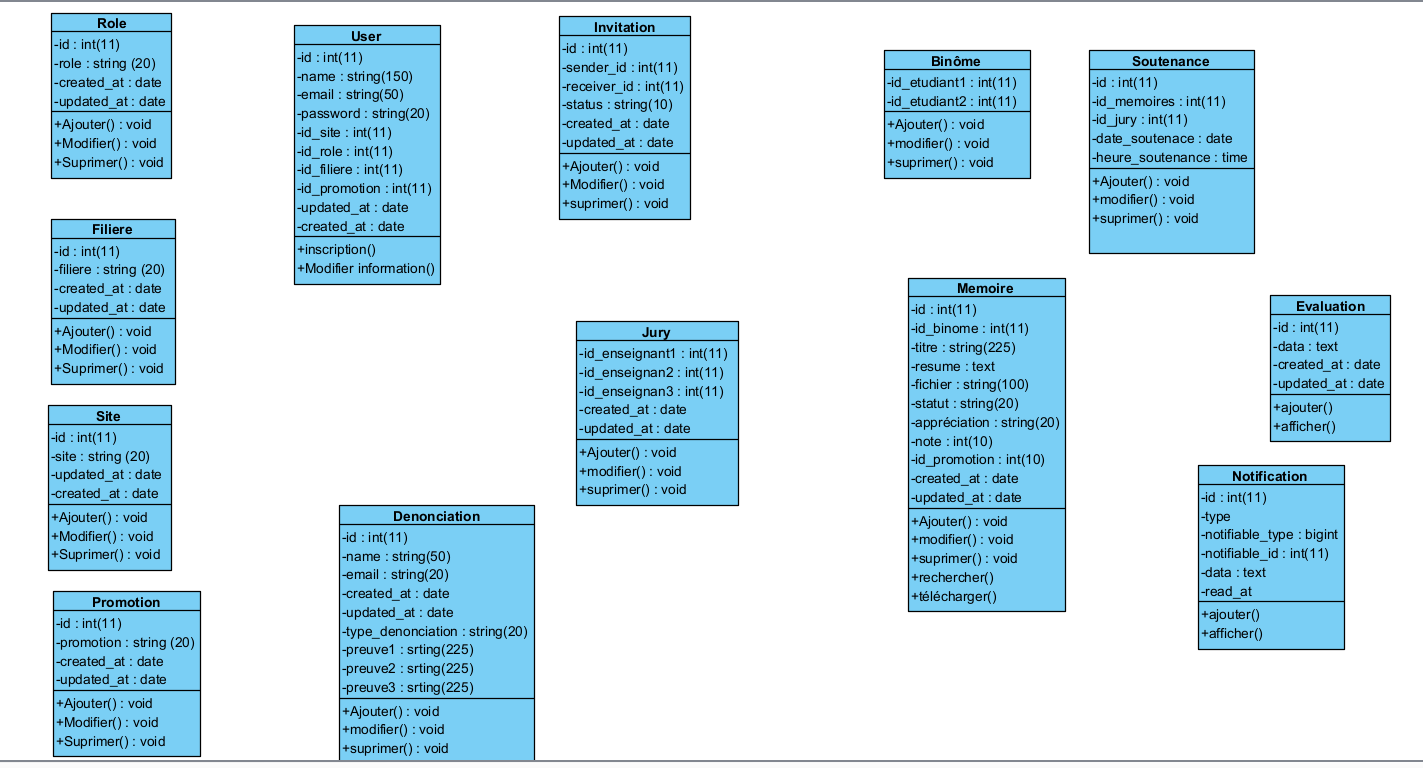 Role
-id : int(11)
-role : string (20)
-created_at : date
-updated_at : date
+Ajouter() : void
+Modifier() : void
+Suprimer() : void
Filiere
-id : int(11)
-filiere : string (20)
-created_at : date
-updated_at : date
+Ajouter() : void
+Modifier() : void
+Suprimer() : void
Site
-id : int(11)
-site : string (20)
-updated_at : date
-created_at : date
+Ajouter() : void
+Modifier() : void
+Suprimer() : void
Promotion
-id : int(11)
-promotion : string (20)
-created_at : date
-updated_at : date
+Ajouter() : void
+Modifier() : void
+Suprimer() : void
User
-id : int(11)
-name : string(150)
-email : string(50)
-password : string(20)
-id_site : int(11)
-id_role : int(11)
-id_filiere : int(11)
-id_promotion : int(11)
-updated_at : date
-created_at : date
+inscription()
+Modifier information()
Denonciation
-id : int(11)
-name : string(50)
-email : string(20)
-created_at : date
-updated_at : date
-type_denonciation : string(20)
-preuve1 : srting(225)
-preuve2 : srting(225)
-preuve3 : srting(225)
+Ajouter() : void
+modifier() : void
+suprimer() : void
Invitation
-id : int(11)
-sender_id : int(11)
-receiver_id : int(11)
-status : string(10)
-created_at : date
-updated_at : date
+Ajouter() : void
+Modifier() : void
+suprimer() : void
Jury
-id_enseignant1 : int(11)
-id_enseignan2 : int(11)
-id_enseignan3 : int(11)
-created_at : date
-updated_at : date
+Ajouter() : void
+modifier() : void
+suprimer() : void
Binôme
-id_etudiant1 : int(11)
-id_etudiant2 : int(11)
+Ajouter() : void
+modifier() : void
+suprimer() : void
Soutenance
-id : int(11)
-id_memoires : int(11)
-id_jury : int(11)
-date_soutenace : date
-heure_soutenance : time
+Ajouter() : void
+modifier() : void
+suprimer() : void
Memoire
-id : int(11)
-id_binome : int(11)
-titre : string(225)
-resume : text
-fichier : string(100)
-statut : string(20)
-appréciation : string(20)
-note : int(10)
-id_promotion : int(10)
-created_at : date
-updated_at : date
+Ajouter() : void
+modifier() : void
+suprimer() : void
+rechercher()
+télécharger()
Evaluation
-id : int(11)
-data : text
-created_at : date
-updated_at : date
+ajouter()
+afficher()
Notification
-id : int(11)
-type
-notifiable_type : bigint
-notifiable_id : int(11)
-data : text
-read_at
+ajouter()
+afficher()